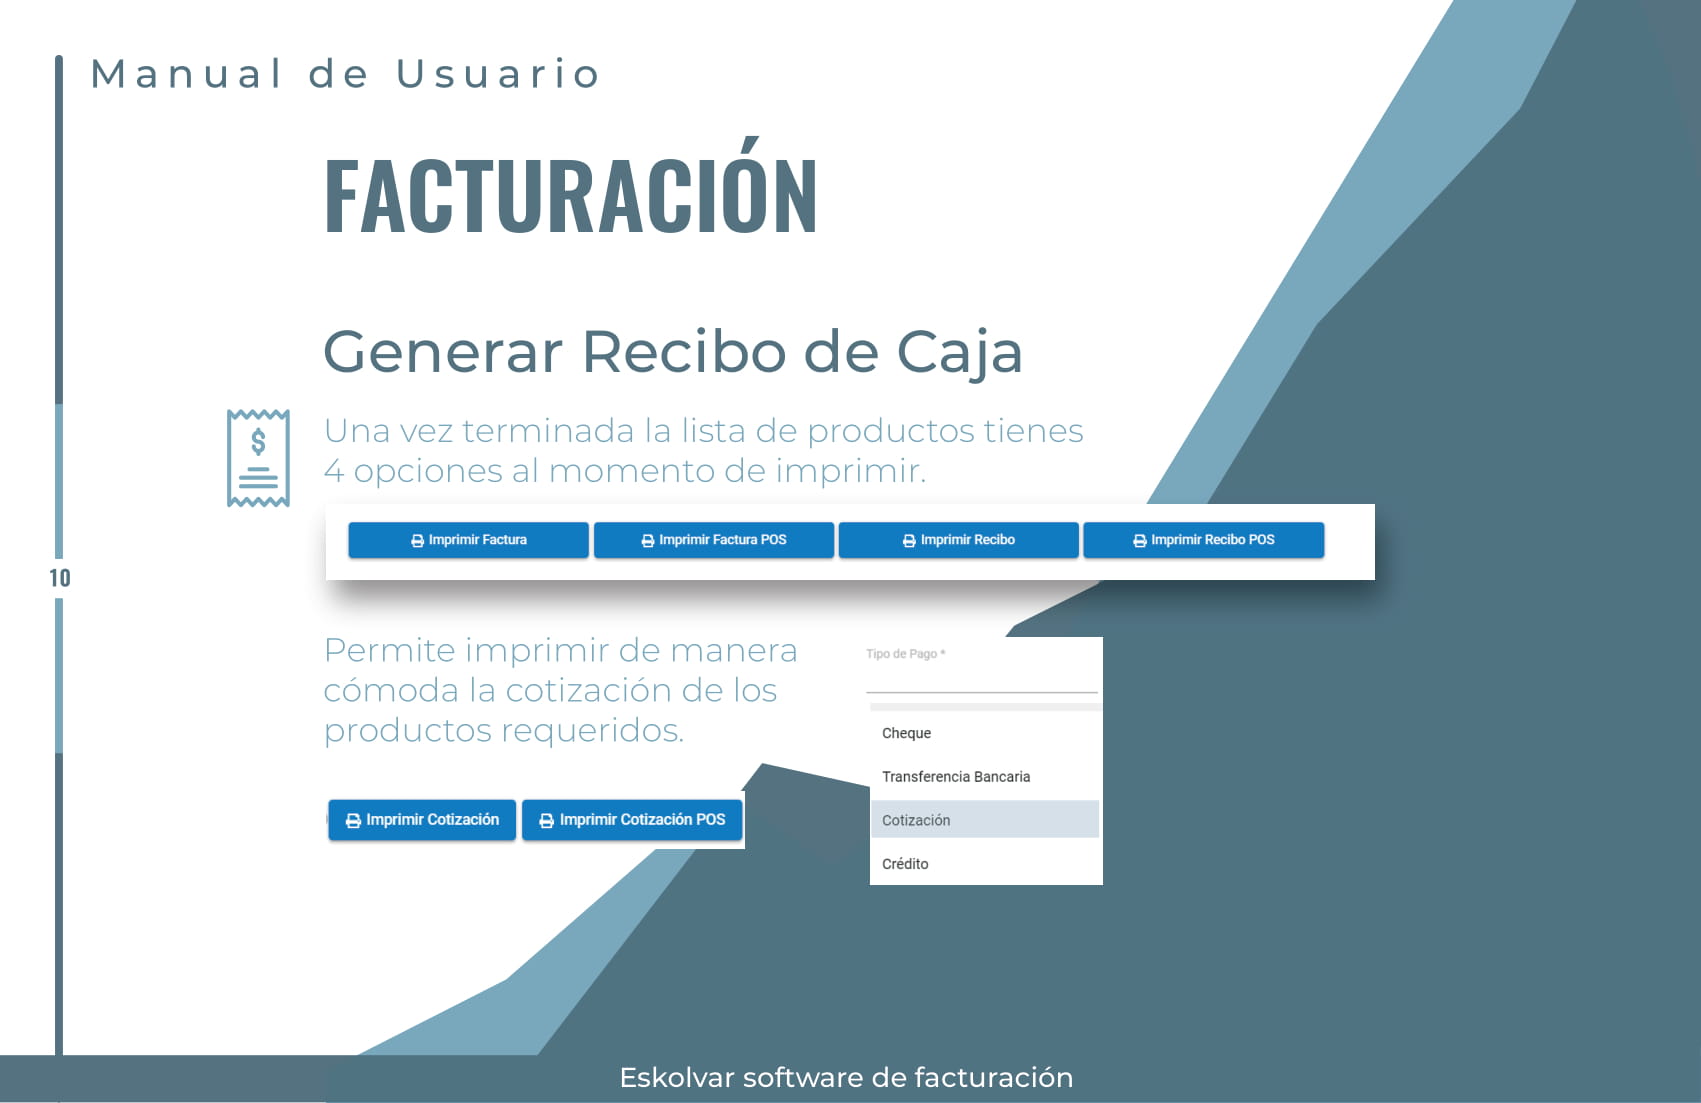 Manual de Usuario
FACTURACIÓN
Generar Recibo de Caja
$
Una vez terminada la lista de productos tienes
4 opciones al momento de imprimir.
Imprimir Factura
Imprimir Factura POS
Imprimir Recibo
Imprimir Recibo POS
10
Permite imprimir de manera
cómoda la cotización de los
productos requeridos.
Imprimir Cotización
Imprimir Cotización POS
Tipo de Pago *
Cheque
Transferencia Bancaria
Cotización
Crédito
Eskolvar software de facturación